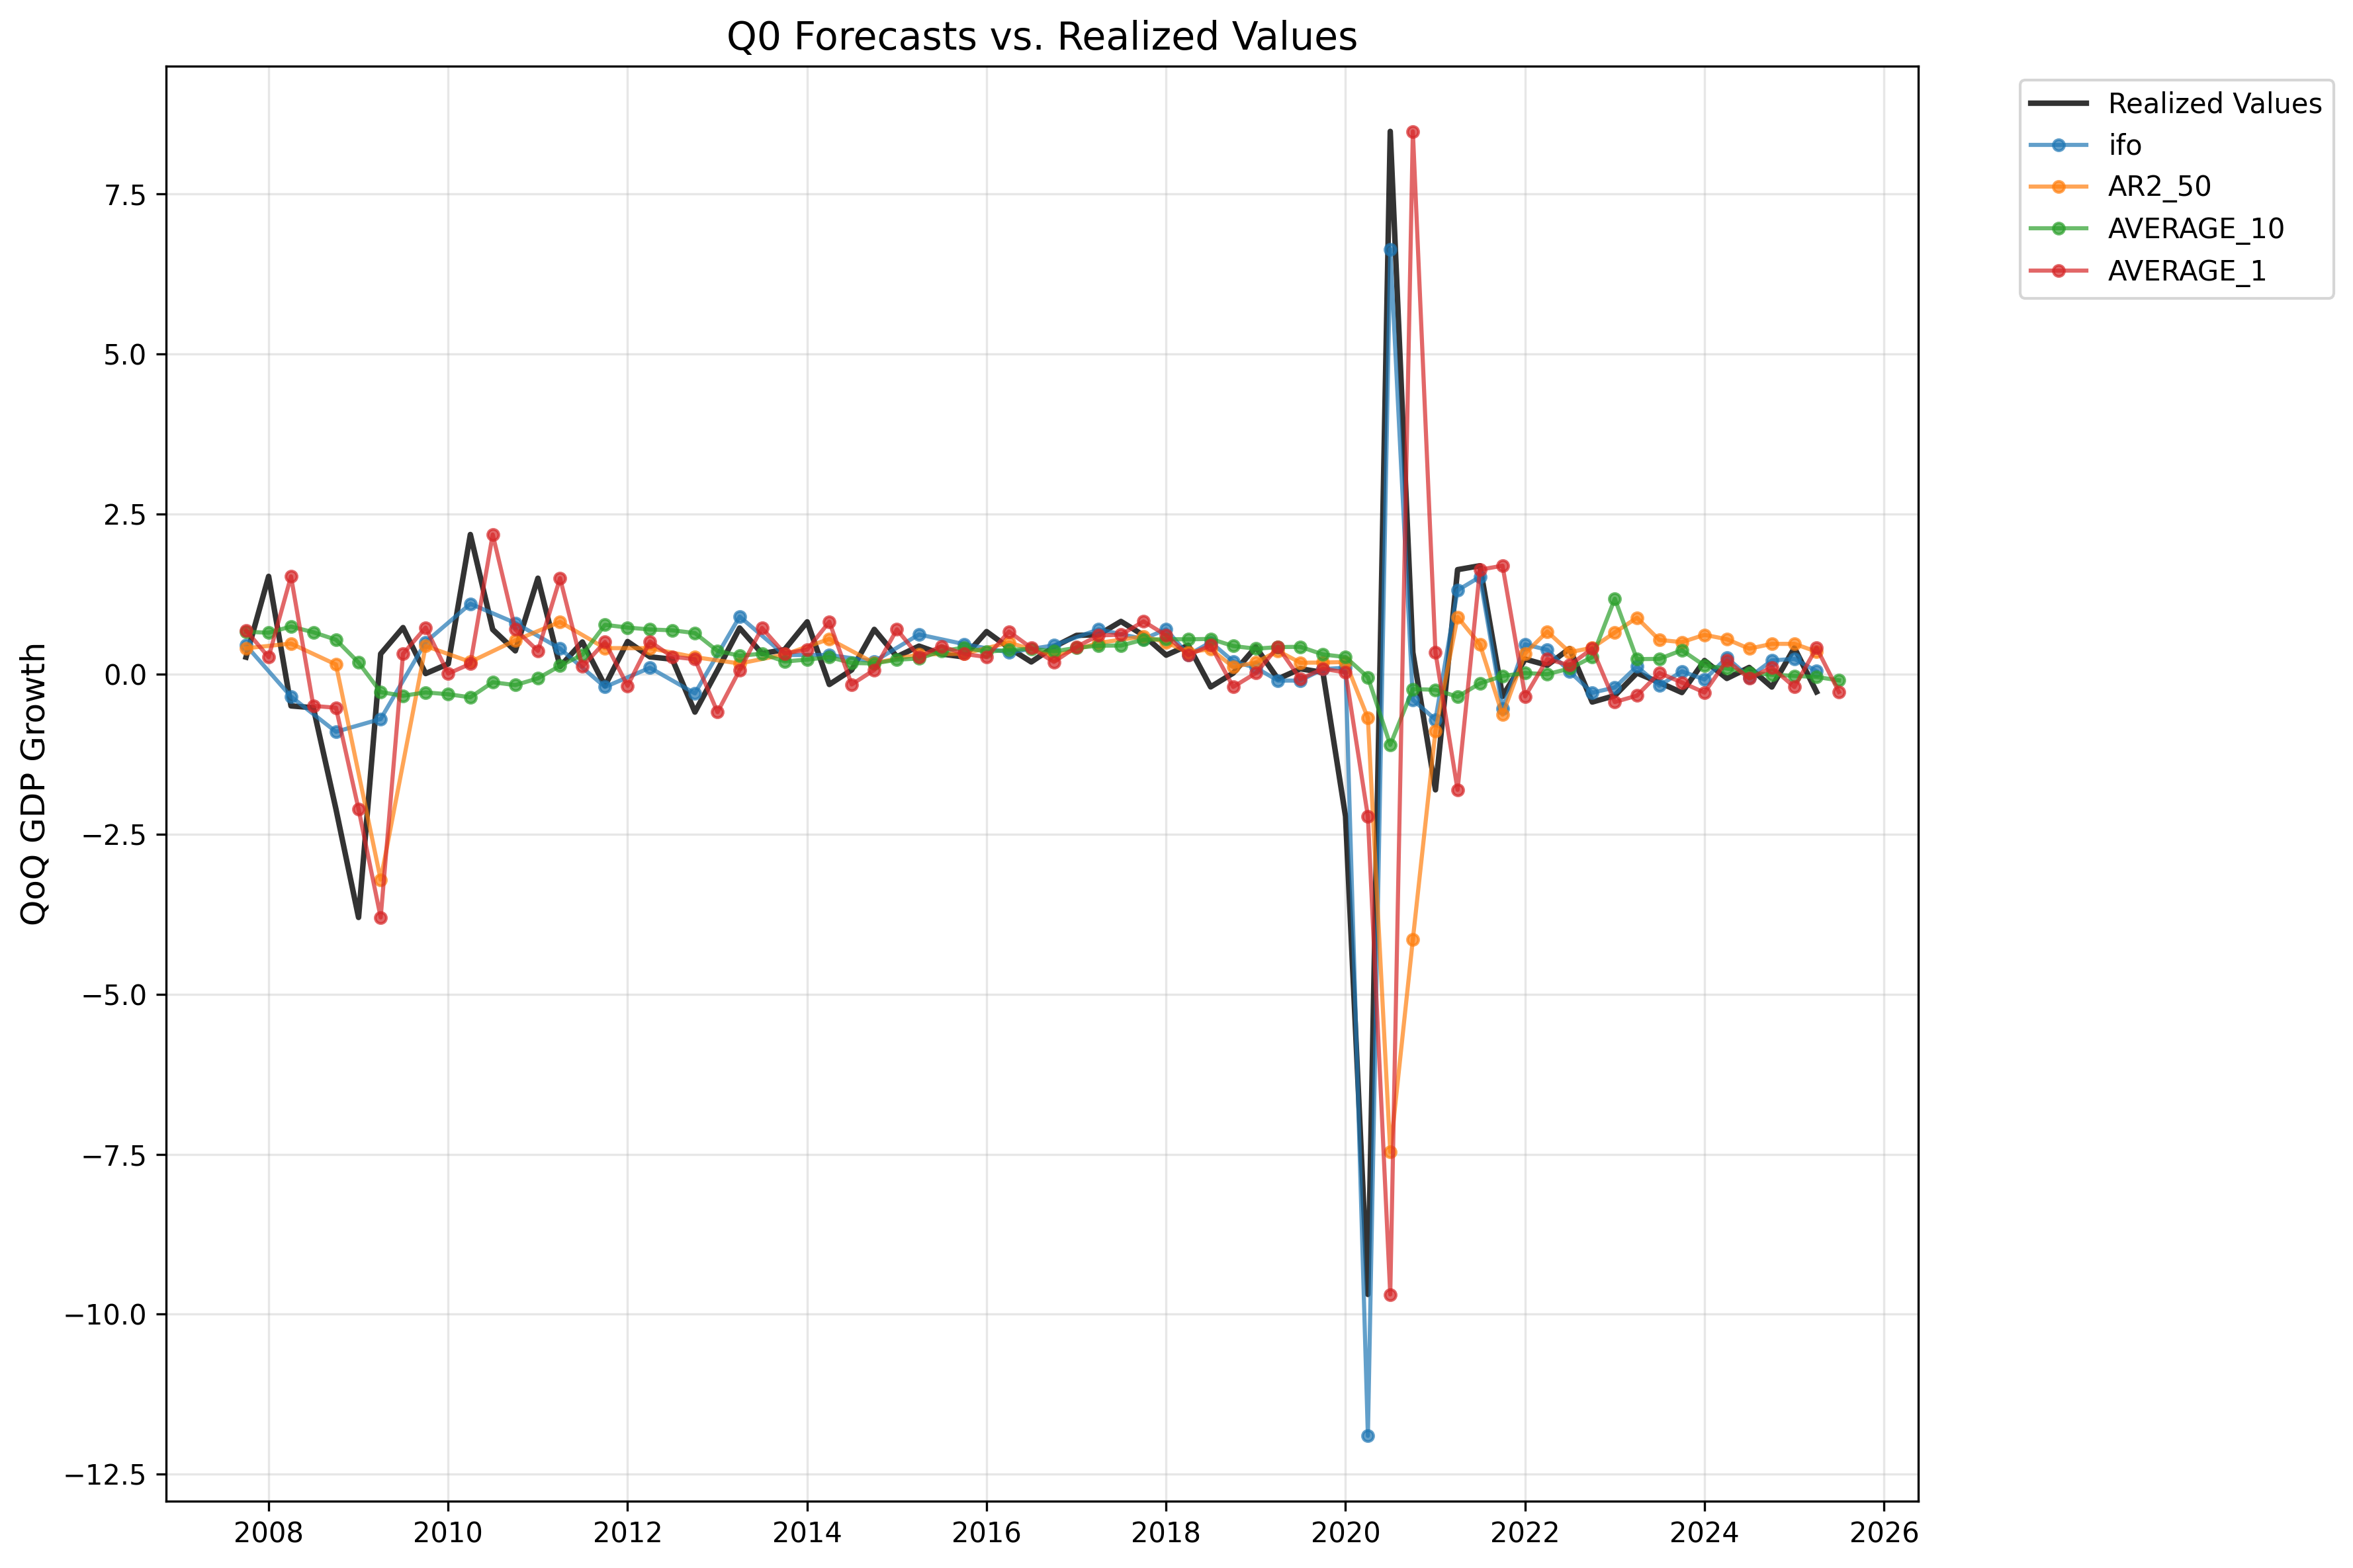 Q0 Forecasts vs. Realized Values
Realized Values
ifo
AR2_50
AVERAGE_10
AVERAGE_1
QoQ GDP Growth
7.5
5.0
2.5
0.0
−2.5
−5.0
−7.5
−10.0
−12.5
2008 2010 2012 2014 2016 2018 2020 2022 2024 2026